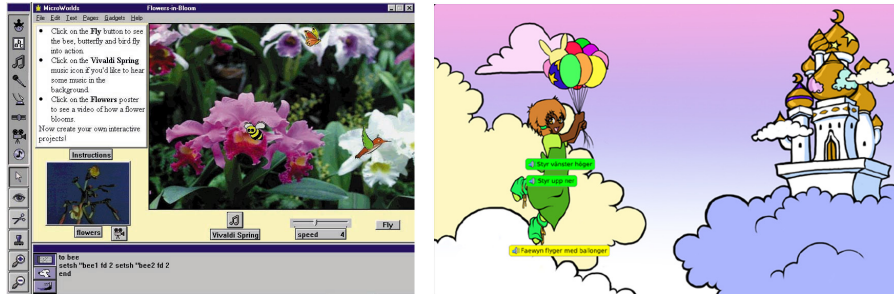 MicroWorlds
Flowers-in-Bloom
File Edit Text Pages Gadgets Help
• Click on the Fly button to see
the bee, butterfly and bird fly
into action.
• Click on the Vivaldi Spring
music icon if you'd like to hear
some music in the
background.
• Click on the Flowers poster
to see a video of how a flower
blooms.
Now create your own interactive
projects!
Instructions
flowers
Vivaldi Spring
speed 4
Fly
to bee
setsh "bee1 fd 2 setsh "bee2 fd 2
end
Styr vänster höger
Styr upp ner
Faewyn flyger med ballonger